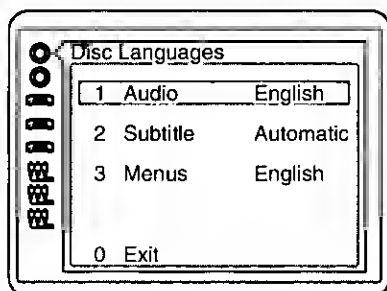 Disc Languages
1 Audio English
2 Subtitle Automatic
3 Menus English
0 Exit